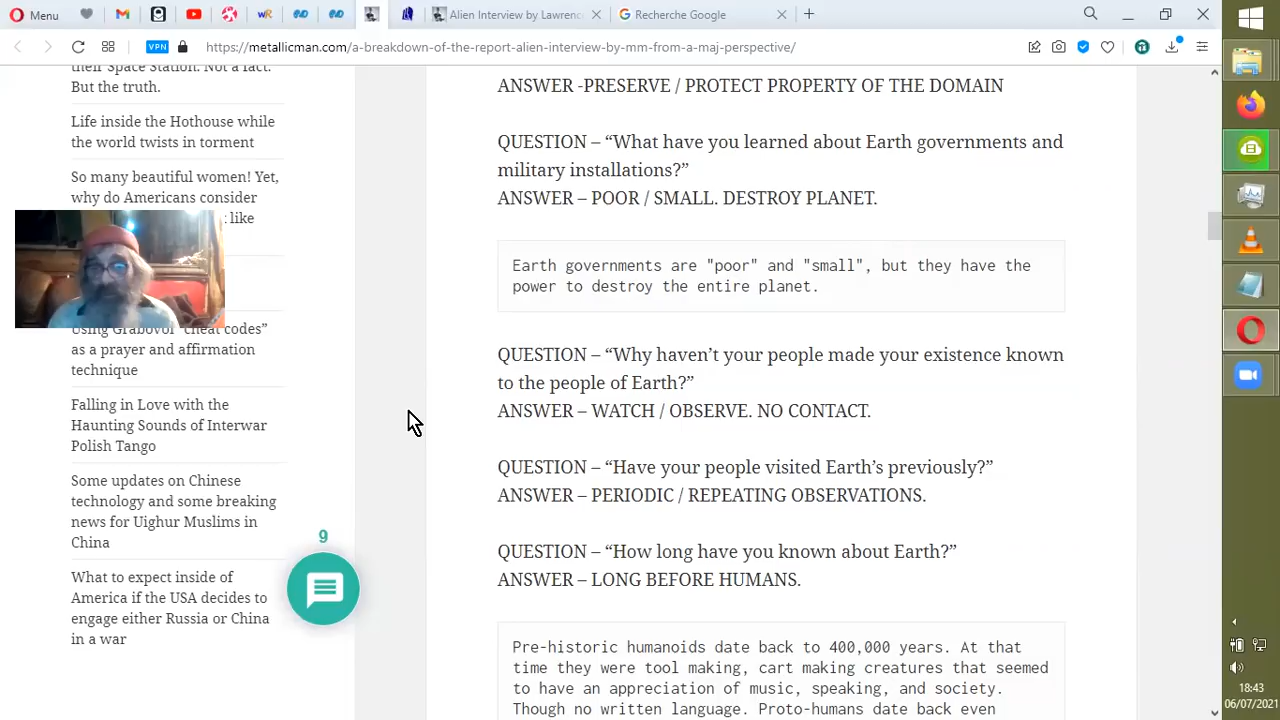 Menu
Alien Interview by Lawrenc
Recherche Google
VPN
https://metallicman.com/a-breakdown-of-the-report-alien-interview-by-mm-from-a-maj-perspective/
their Space Station. Not a fact.
But the truth.
Life inside the Hothouse while
the world twists in torment
So many beautiful women! Yet,
why do Americans consider
like
Using Grabovoi “cheat codes”
as a prayer and affirmation
technique
Falling in Love with the
Haunting Sounds of Interwar
Polish Tango
Some updates on Chinese
technology and some breaking
news for Uighur Muslims in
China
What to expect inside of
America if the USA decides to
engage either Russia or China
in a war
9
ANSWER -PRESERVE / PROTECT PROPERTY OF THE DOMAIN
QUESTION – “What have you learned about Earth governments and
military installations?”
ANSWER – POOR / SMALL. DESTROY PLANET.
Earth governments are "poor" and "small", but they have the
power to destroy the entire planet.
QUESTION – “Why haven’t your people made your existence known
to the people of Earth?”
ANSWER – WATCH / OBSERVE. NO CONTACT.
QUESTION – “Have your people visited Earth’s previously?”
ANSWER – PERIODIC / REPEATING OBSERVATIONS.
QUESTION – “How long have you known about Earth?”
ANSWER – LONG BEFORE HUMANS.
Pre-historic humanoids date back to 400,000 years. At that
time they were tool making, cart making creatures that seemed
to have an appreciation of music, speaking, and society.
Though no written language. Proto-humans date back even
18:43
06/07/2021